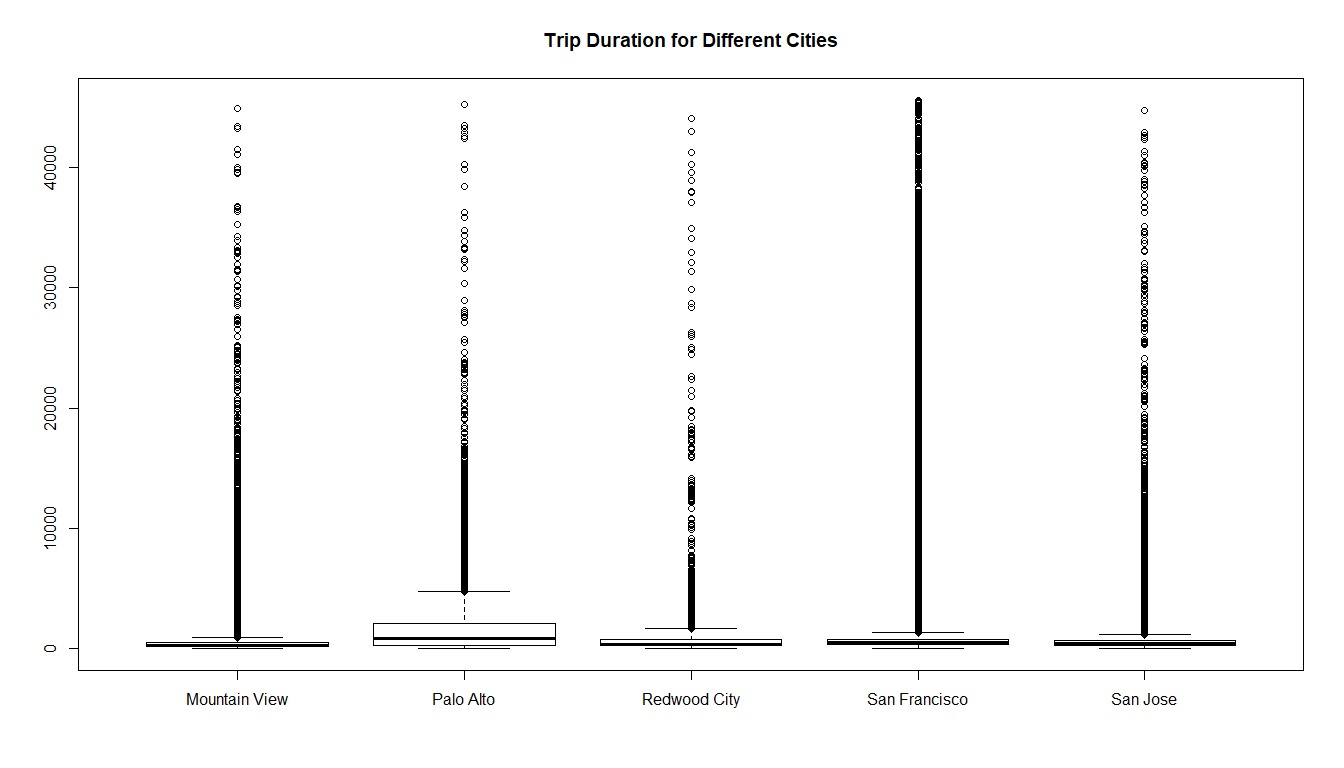 Trip Duration for Different Cities
40000
30000
20000
10000
0
Mountain View Palo Alto Redwood City San Francisco San Jose